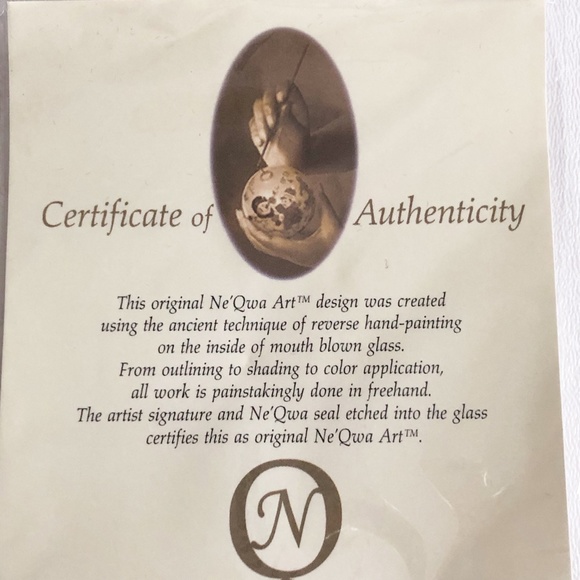 Certificate of Authenticity
This original Ne'Qwa Art™ design was created
using the ancient technique of reverse hand-painting
on the inside of mouth blown glass.
From outlining to shading to color application,
all work is painstakingly done in freehand.
The artist signature and Ne'Qwa seal etched into the glass
certifies this as original Ne'Qwa Art™.
QN